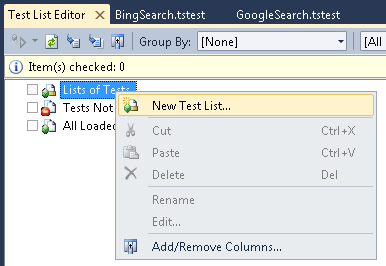 Test List Editor BingSearch.tstest GoogleSearch.tstest
Group By: [None] [All
Item(s) checked: 0
Lists of Tests
Tests Not
All Loaded
New Test List...
Cut Ctrl+X
Paste Ctrl+V
Delete Del
Rename
Edit...
Add/Remove Columns...